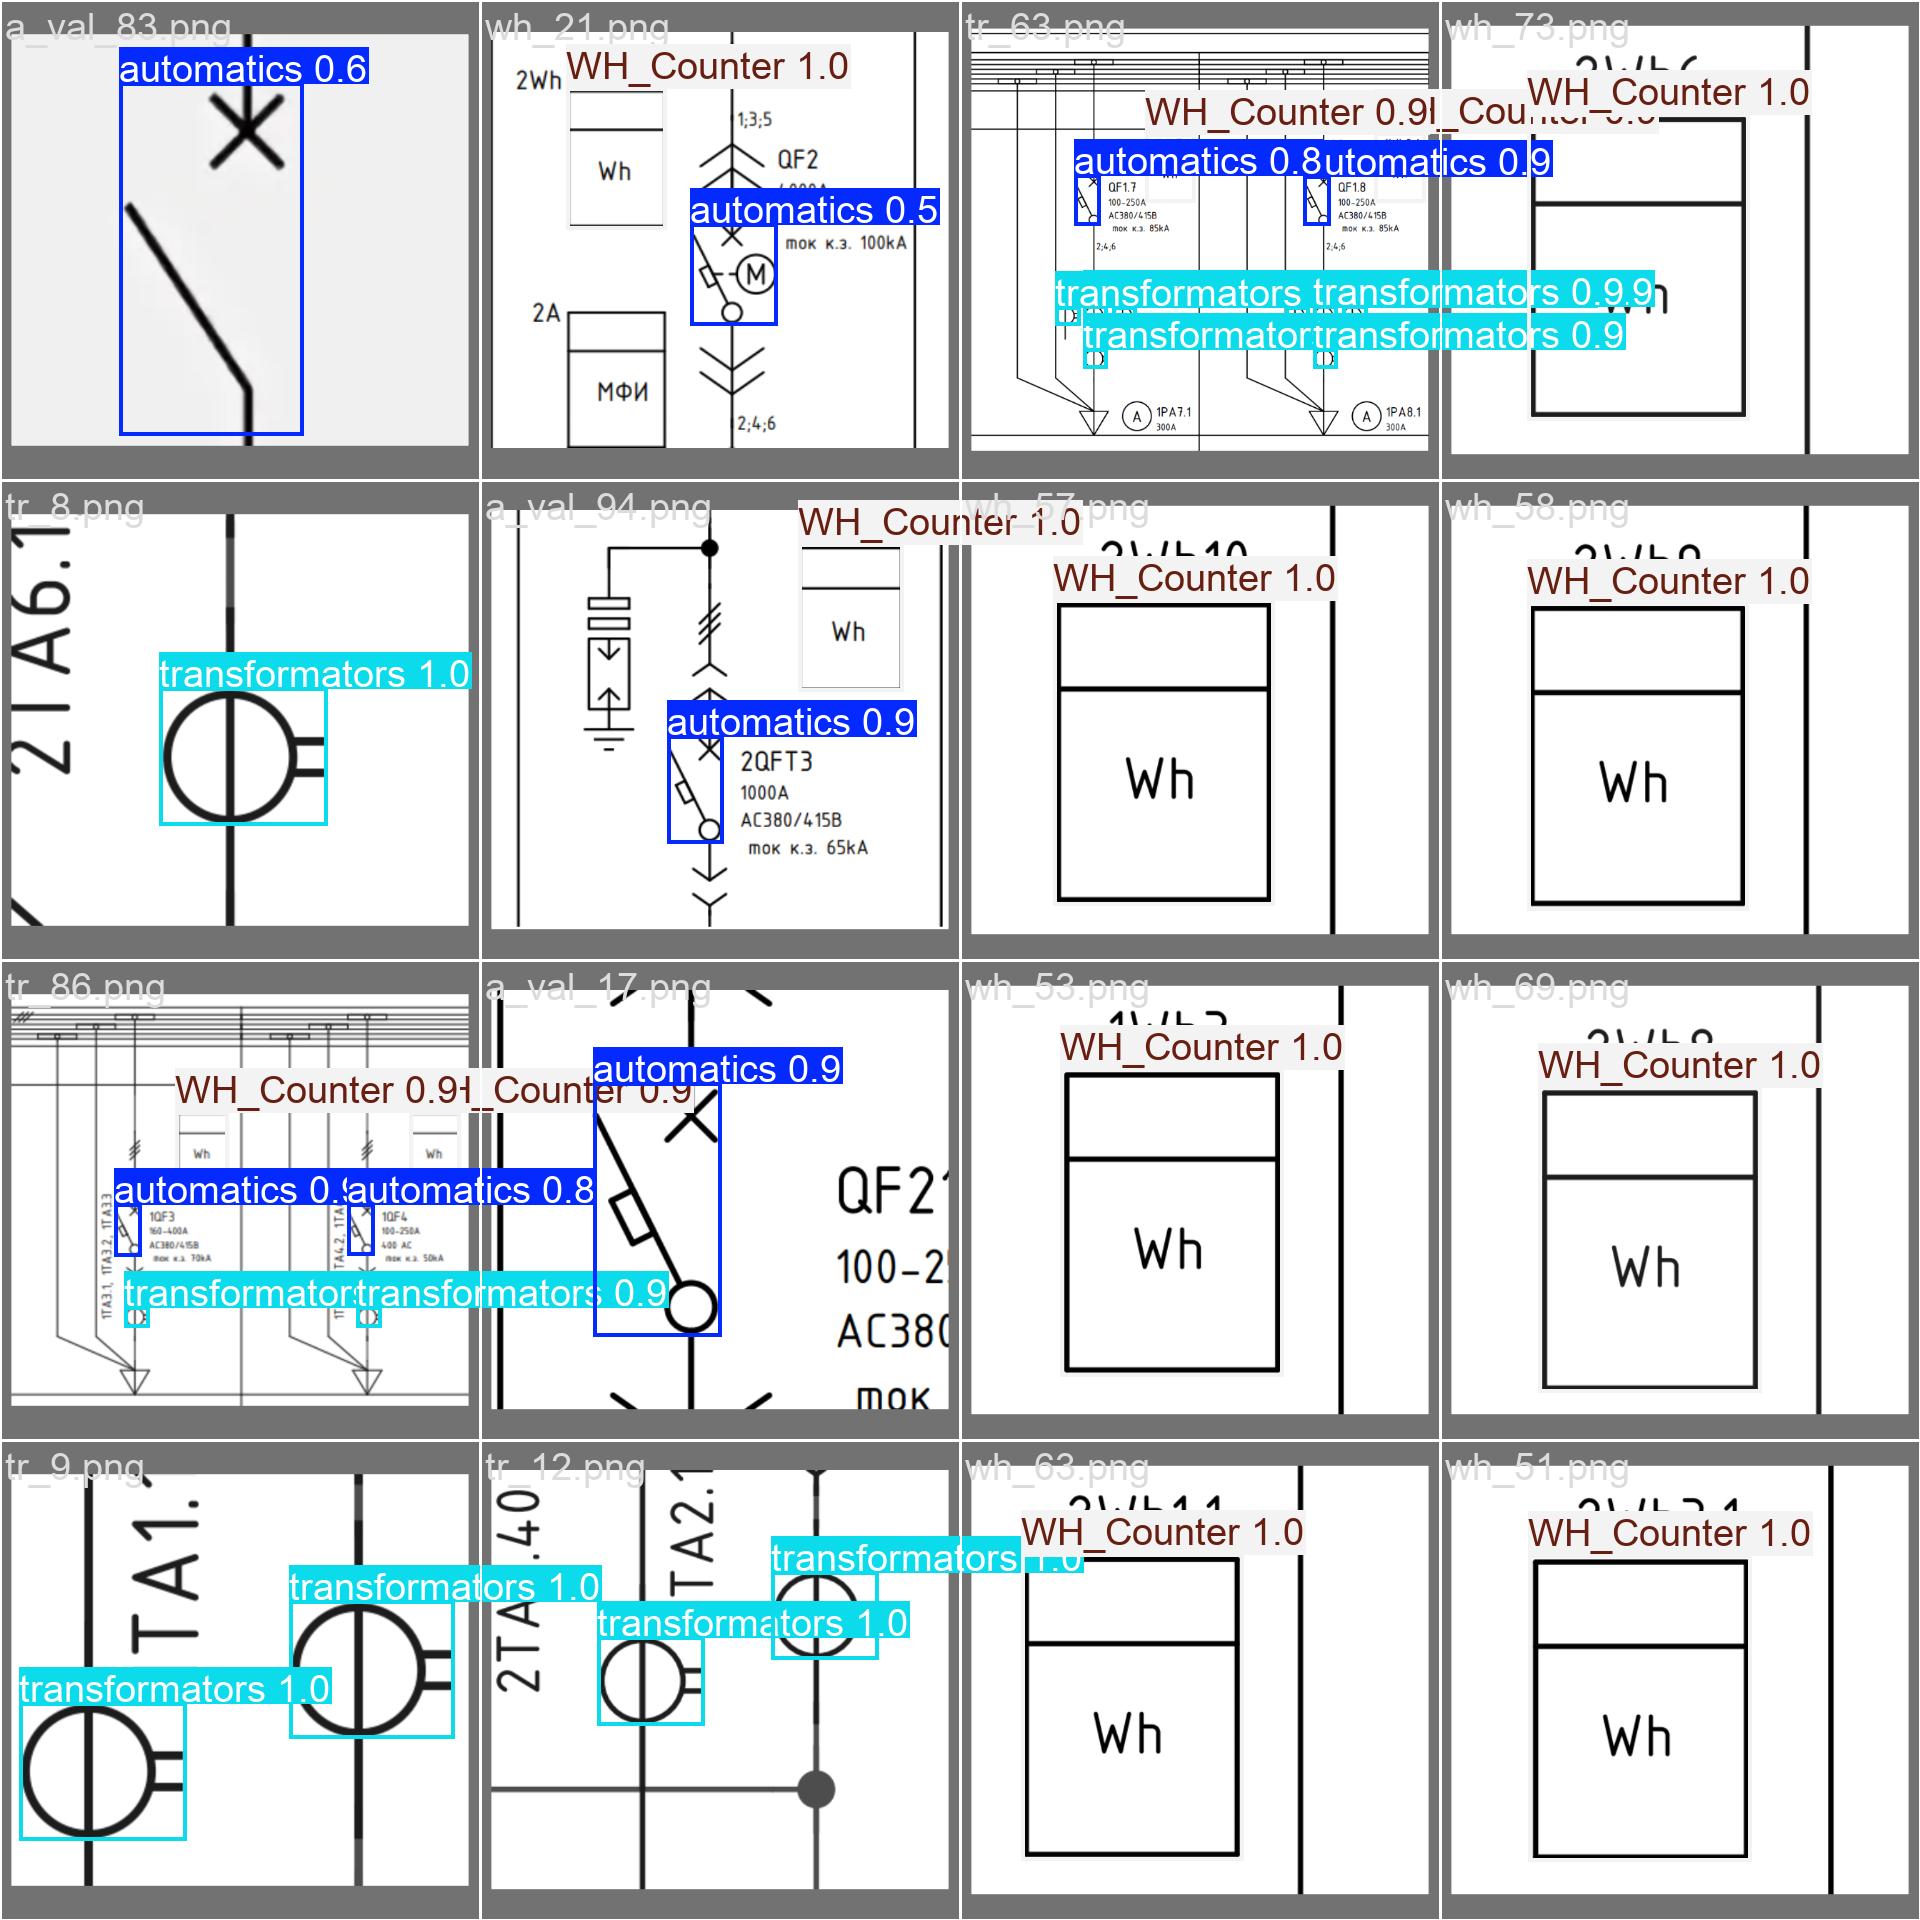 a_val_83.png
automatics 0.6
wh_21.png
2Wh
WH_Counter 1.0
1;3;5
Wh
QF2
automatics 0.5
ток к.з. 100kA
M
2A
МФИ
2;4;6
tr_63.png
WH_Counter 0.9
automatics 0.8
automatics 0.9
QF1.7
100-250A
AC380/415B
ток к.з. 85kA
2;4;6
QF1.8
100-250A
AC380/415B
ток к.з. 85kA
2;4;6
transformators
transformators 0.9
transformators
transformators 0.9
A
1PA7.1
300A
A
1PA8.1
300A
wh_73.png
WH_Counter 1.0
tr_8.png
2TA6.1
transformators 1.0
a_val_94.png
WH_Counter 1.0
Wh
automatics 0.9
2QFT3
1000A
AC380/415B
ток к.з. 65kA
wh_57.png
WH_Counter 1.0
Wh
wh_58.png
WH_Counter 1.0
Wh
tr_86.png
WH_Counter 0.9
Wh
Wh
automatics 0.9
automatics 0.8
1TA3.1, 1TA3.2, 1TA3.3
1QF3
160-400A
AC380/415B
ток к.з. 70kA
1QF4
100-250A
400 AC
ток к.з. 50kA
transformators
transformators 0.9
a_val_17.png
automatics 0.9
QF21
100-2
AC380
ток
wh_53.png
WH_Counter 1.0
Wh
wh_69.png
WH_Counter 1.0
Wh
tr_9.png
TA1.
transformators 1.0
transformators 1.0
tr_12.png
2TA .40
TA2.1
transformators 1.0
transformators 1.0
wh_63.png
WH_Counter 1.0
Wh
wh_51.png
WH_Counter 1.0
Wh